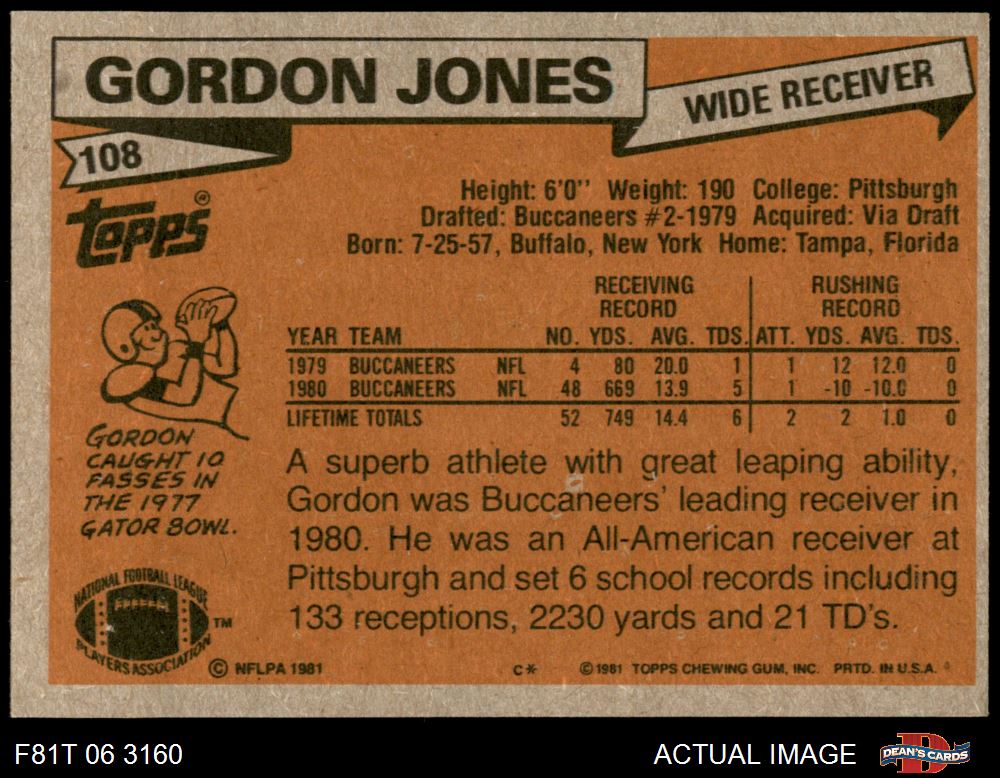 GORDON JONES
WIDE RECEIVER
108
Topps®
Height: 6'0" Weight: 190 College: Pittsburgh
Drafted: Buccaneers #2-1979 Acquired: Via Draft
Born: 7-25-57, Buffalo, New York Home: Tampa, Florida
RECEIVING RECORD RUSHING RECORD
YEAR TEAM NO. YDS. AVG. TDS. ATT. YDS. AVG. TDS.
1979 BUCCANEERS NFL 4 80 20.0 1 1 12 12.0 0
1980 BUCCANEERS NFL 48 669 13.9 5 1 -10 -10.0 0
LIFETIME TOTALS 52 749 14.4 6 2 2 1.0 0
GORDON
CAUGHT 10
PASSES IN
THE 1977
GATOR BOWL.
A superb athlete with great leaping ability,
Gordon was Buccaneers' leading receiver in
1980. He was an All-American receiver at
Pittsburgh and set 6 school records including
133 receptions, 2230 yards and 21 TD's.
NATIONAL FOOTBALL LEAGUE
PLAYERS ASSOCIATION
TM
© NFLPA 1981
C*
© 1981 TOPPS CHEWING GUM, INC. PRTD. IN U.S.A.
F81T 06 3160
ACTUAL IMAGE
D
DEAN'S CARDS